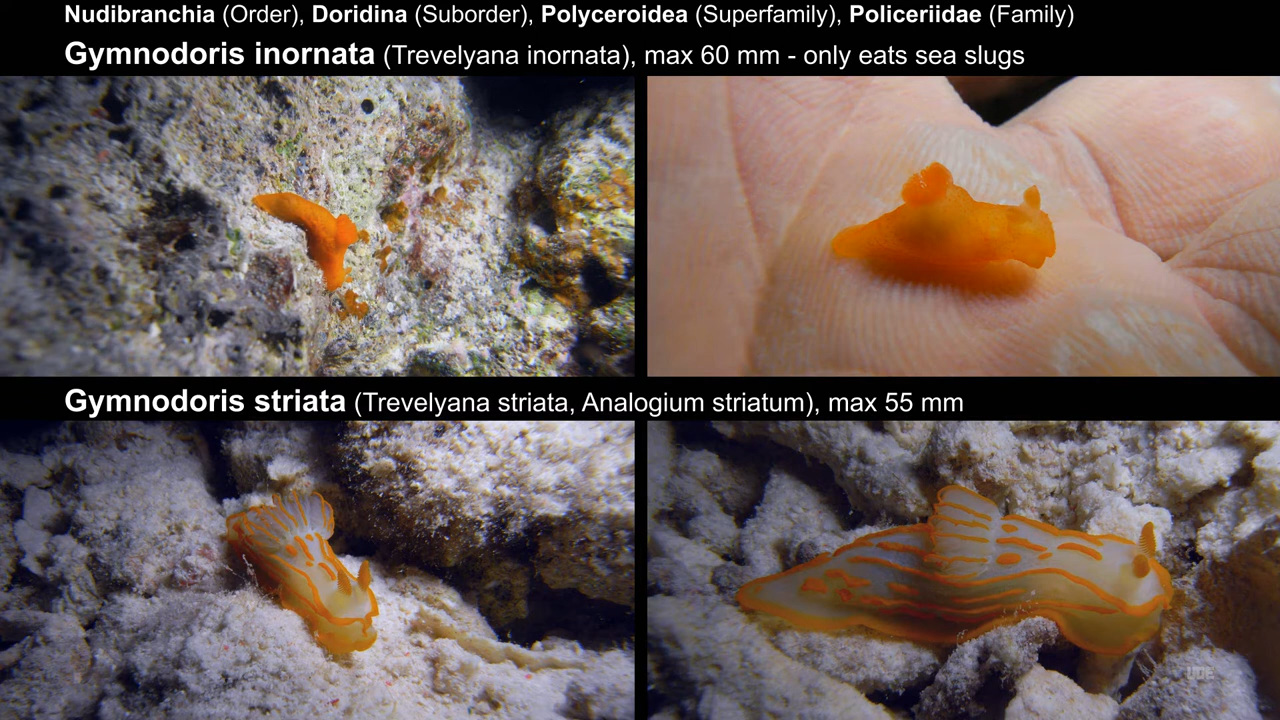 Nudibranchia (Order), Doridina (Suborder), Polyceroidea (Superfamily), Policeriidae (Family)
Gymnodoris inornata (Trevelyana inornata), max 60 mm - only eats sea slugs
Gymnodoris striata (Trevelyana striata, Analogium striatum), max 55 mm
UDE